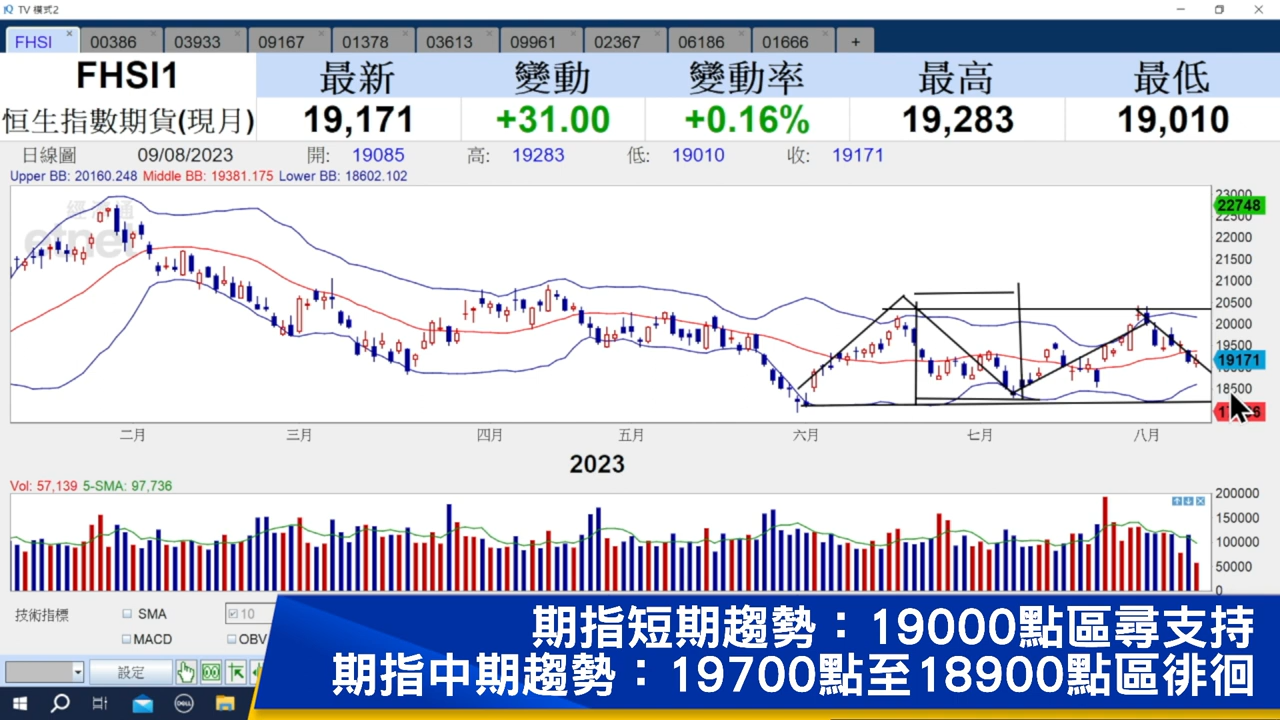 TV 模式2
FHSI 00386 03933 09167 01378 03613 09961 02367 06186 01666 +
FHSI1 最新 變動 變動率 最高 最低
恒生指數期貨(現月) 19,171 +31.00 +0.16% 19,283 19,010
日線圖 09/08/2023 開: 19085 高: 19283 低: 19010 收: 19171
Upper BB: 20160.248 Middle BB: 19381.175 Lower BB: 18602.102
經濟通
etnet
23000
22748
22500
22000
21500
21000
20500
20000
19500
19171
18500
二月 三月 四月 五月 六月 七月 八月
2023
Vol: 57,139 5-SMA: 97,736
200000
150000
100000
50000
0
技術指標 SMA 10
MACD OBV
設定
DELL
期指短期趨勢：19000點區尋支持
期指中期趨勢：19700點至18900點區徘徊